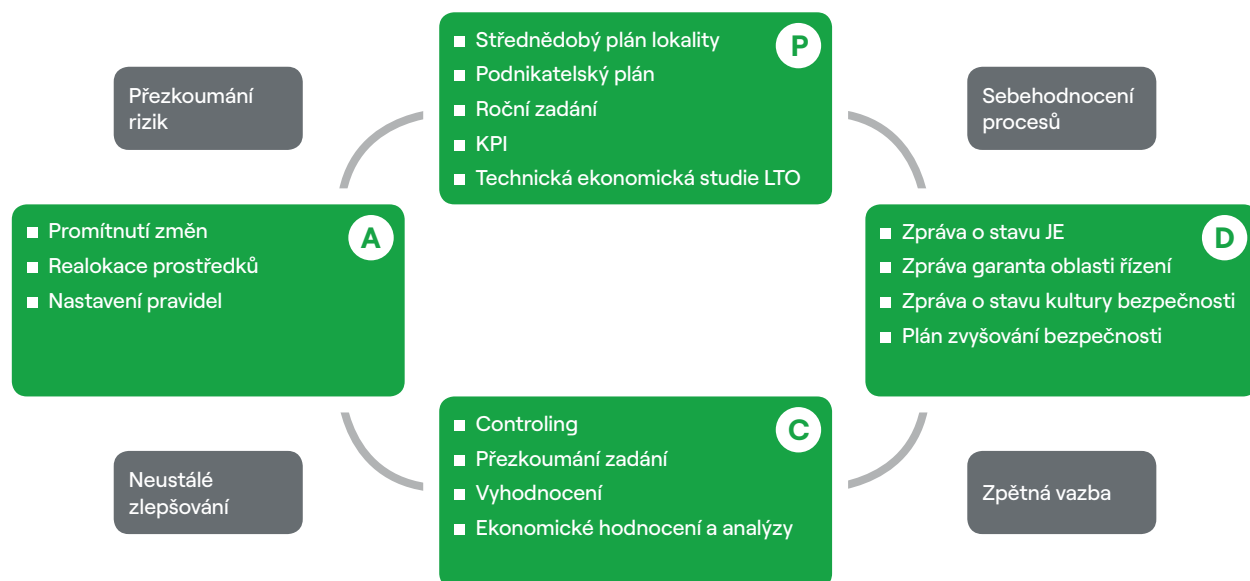 Střednědobý plán lokality
P
Podnikatelský plán
Roční zadání
KPI
Technická ekonomická studie LTO
Přezkoumání
rizik
Sebehodnocení
procesů
Promítnutí změn
A
Realokace prostředků
Nastavení pravidel
Zpráva o stavu JE
D
Zpráva garanta oblasti řízení
Zpráva o stavu kultury bezpečnosti
Plán zvyšování bezpečnosti
Controling
C
Přezkoumání zadání
Vyhodnocení
Ekonomické hodnocení a analýzy
Neustálé
zlepšování
Zpětná vazba